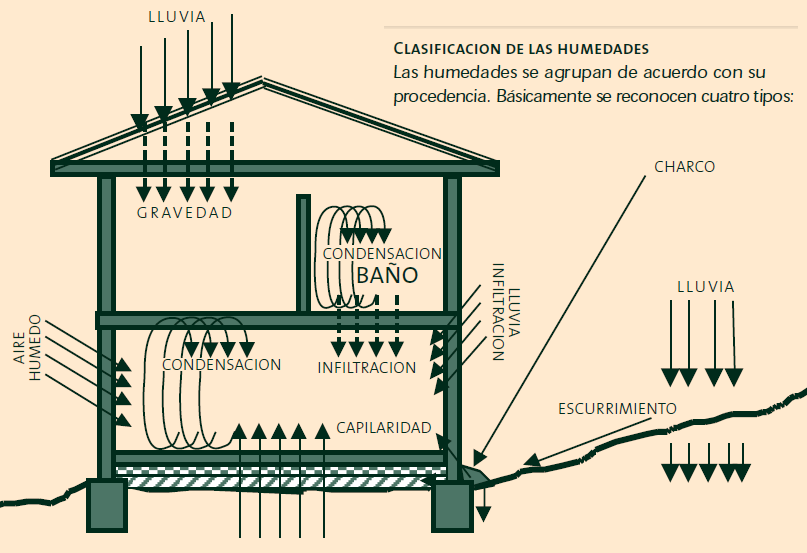 LLUVIA
CLASIFICACION DE LAS HUMEDADES
Las humedades se agrupan de acuerdo con su
procedencia. Básicamente se reconocen cuatro tipos:
CHARCO
GRAVEDAD
CONDENSACION
BAÑO
LLUVIA
INFILTRACION
LLUVIA
AIRE
HUMEDO
CONDENSACION
INFILTRACION
ESCURRIMIENTO
CAPILARIDAD